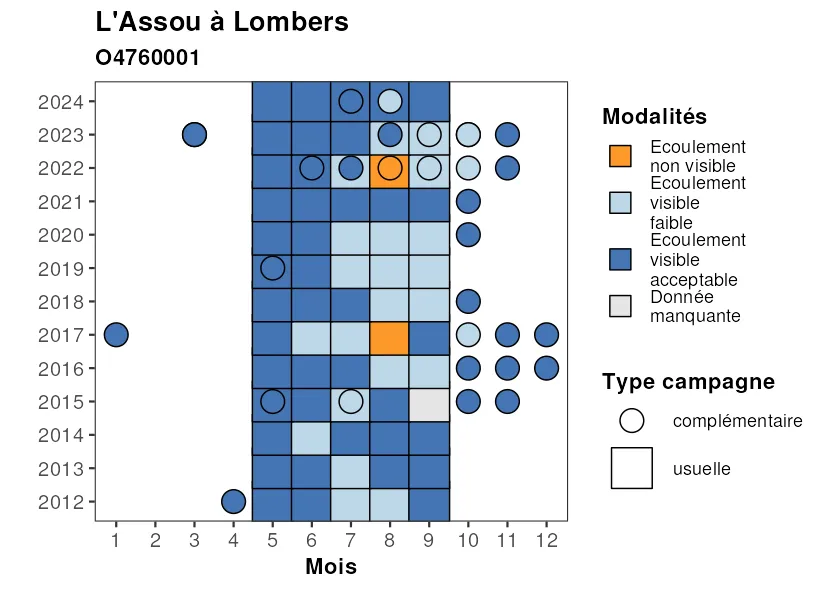 L'Assou à Lombers
O4760001
2024
2023
2022
2021
2020
2019
2018
2017
2016
2015
2014
2013
2012
1 2 3 4 5 6 7 8 9 10 11 12
Mois
Modalités
Ecoulement
non visible
Ecoulement
visible
faible
Ecoulement
visible
acceptable
Donnée
manquante
Type campagne
complémentaire
usuelle